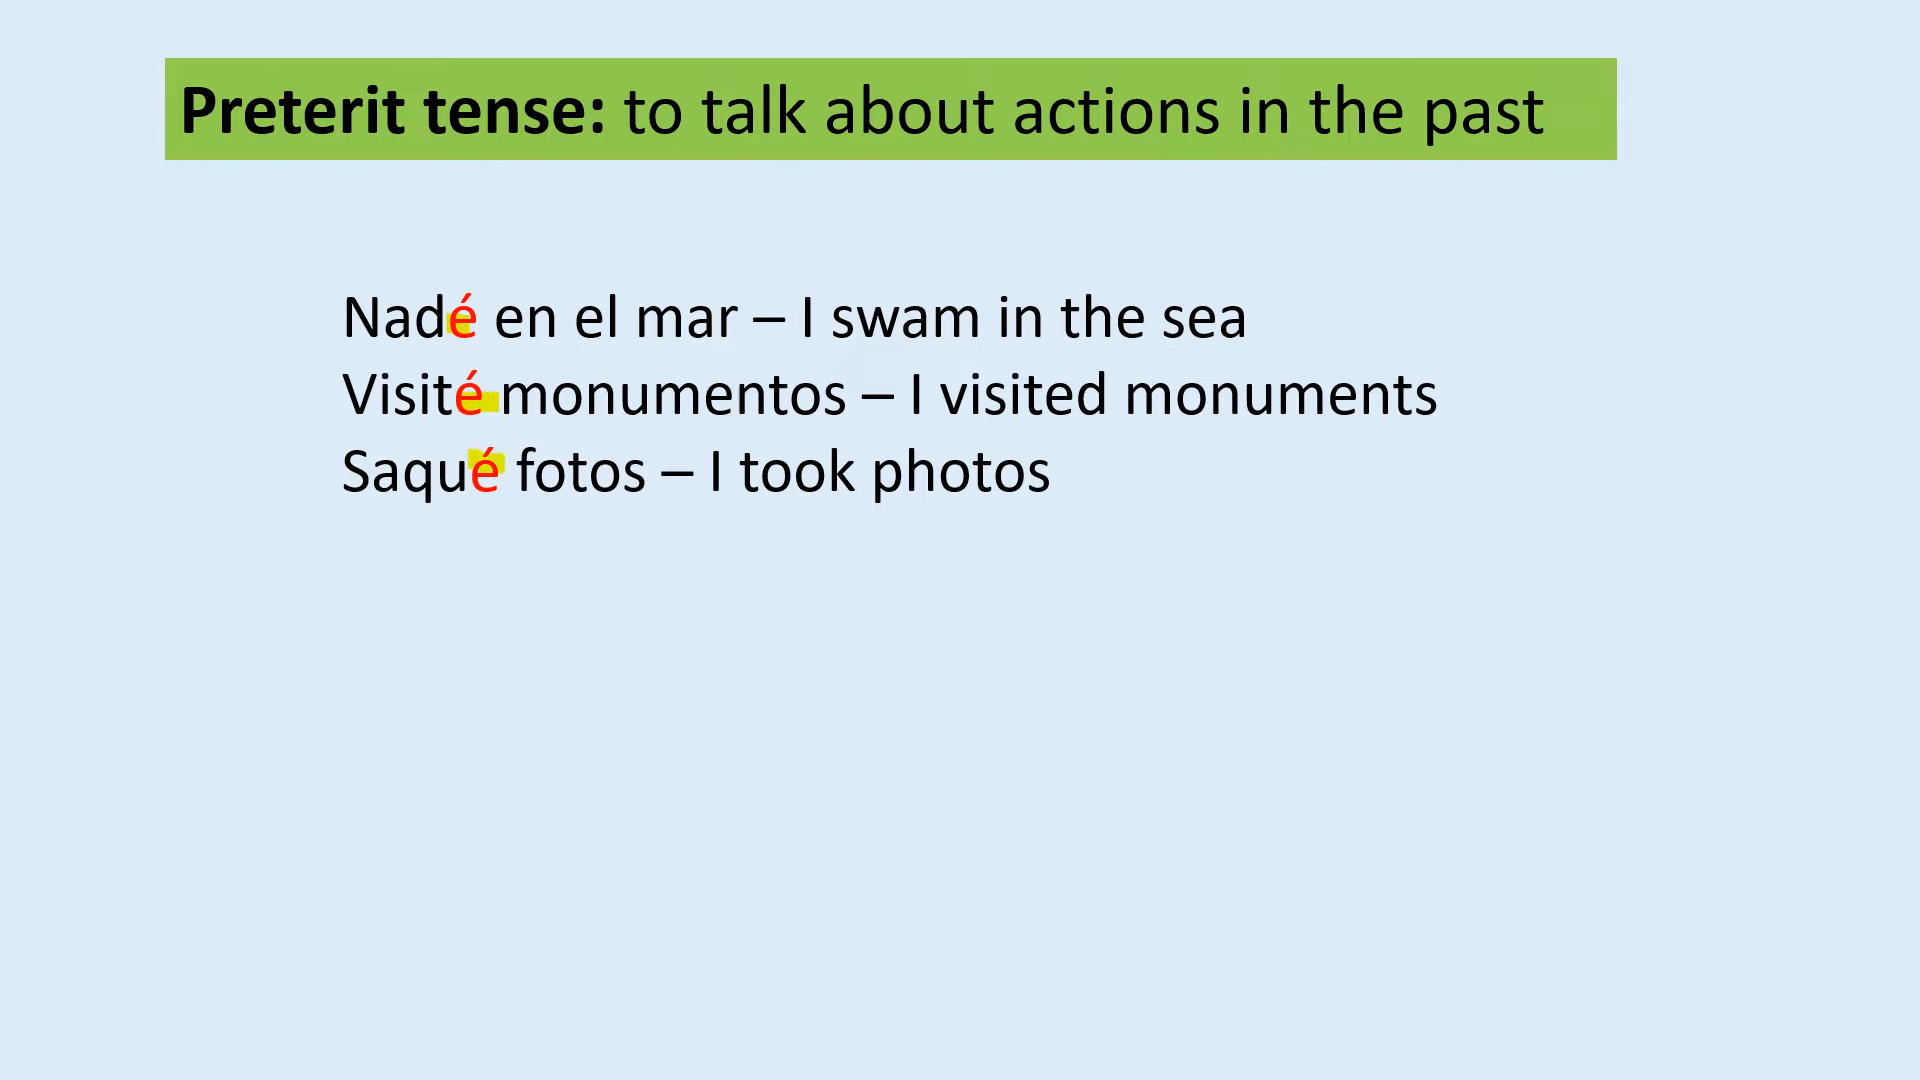 Preterit tense: to talk about actions in the past
Nadé en el mar – I swam in the sea
Visité monumentos – I visited monuments
Saqué fotos – I took photos